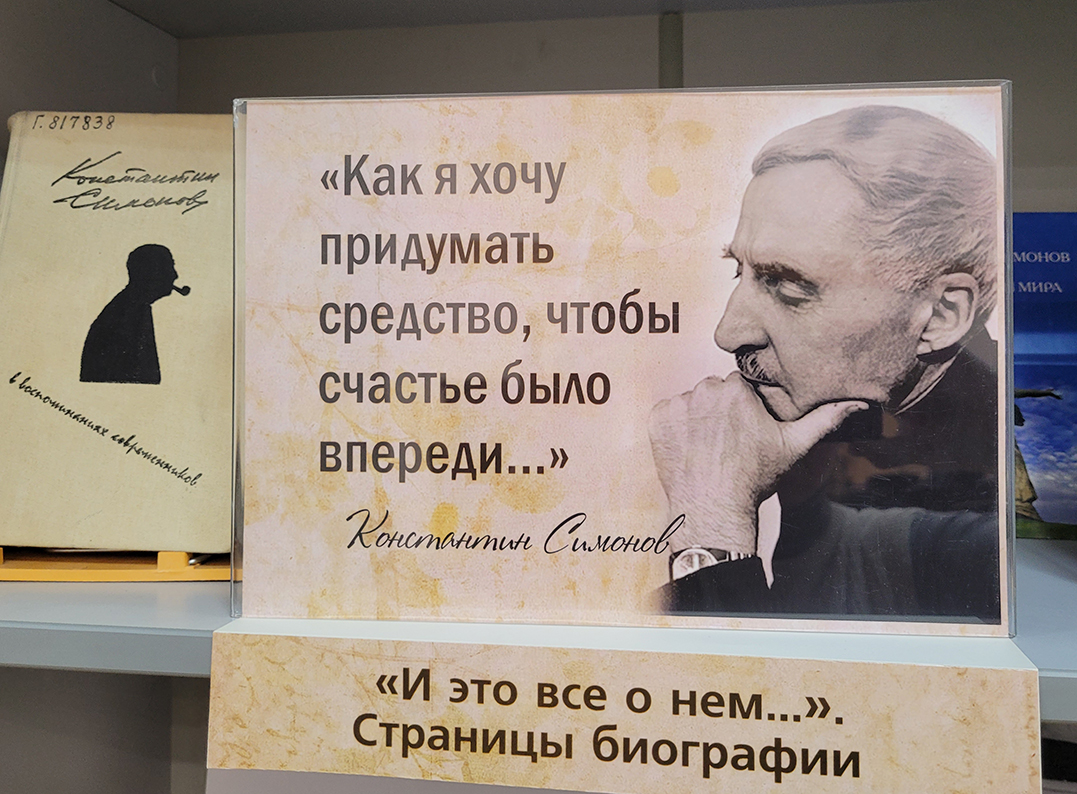 Г. 817838
Константин
Симонов
в воспоминаниях современников
«Как я хочу
придумать
средство, чтобы
счастье было
впереди...»
Константин Симонов
МОНОВ
МИРА
«И это все о нем...».
Страницы биографии